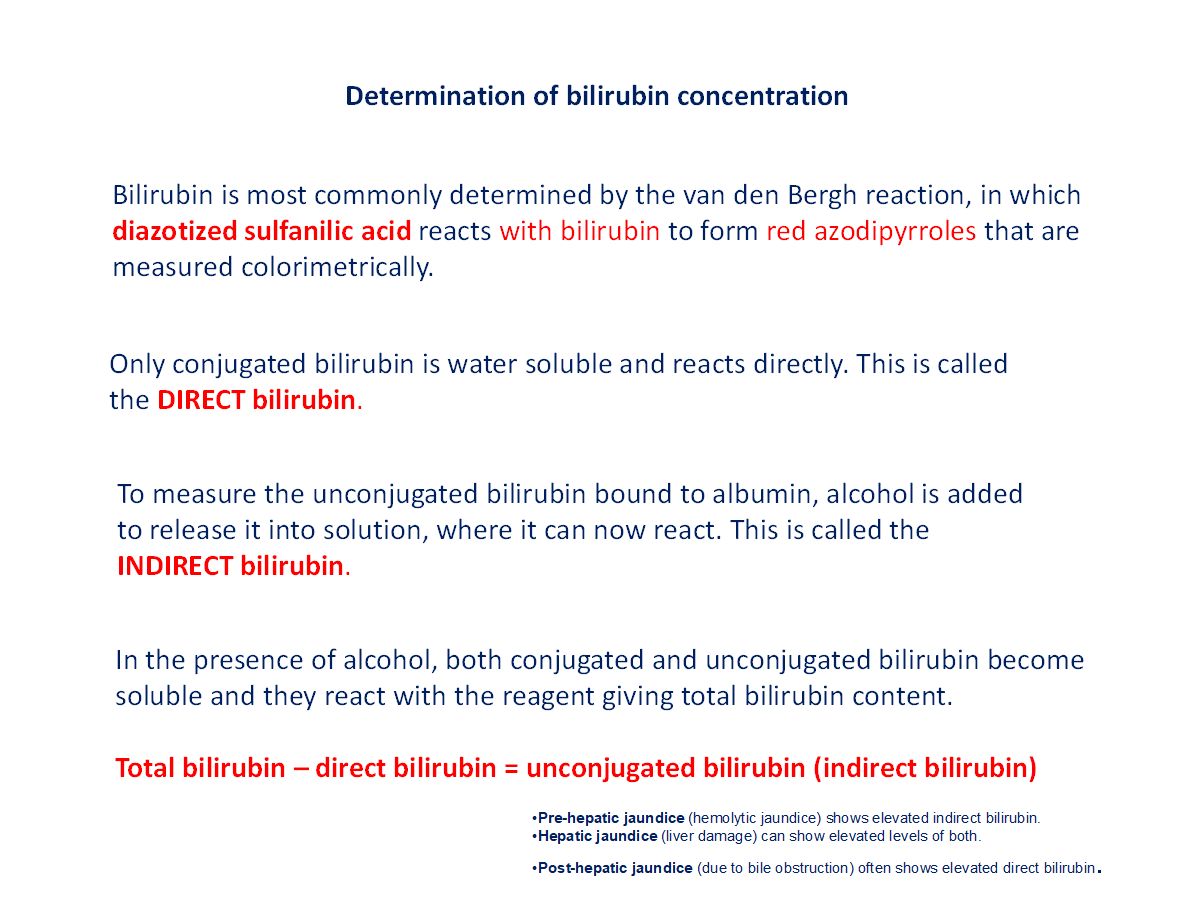 Determination of bilirubin concentration
Bilirubin is most commonly determined by the van den Bergh reaction, in which
diazotized sulfanilic acid reacts with bilirubin to form red azodipyrroles that are
measured colorimetrically.
Only conjugated bilirubin is water soluble and reacts directly. This is called
the DIRECT bilirubin.
To measure the unconjugated bilirubin bound to albumin, alcohol is added
to release it into solution, where it can now react. This is called the
INDIRECT bilirubin.
In the presence of alcohol, both conjugated and unconjugated bilirubin become
soluble and they react with the reagent giving total bilirubin content.
Total bilirubin – direct bilirubin = unconjugated bilirubin (indirect bilirubin)
•Pre-hepatic jaundice (hemolytic jaundice) shows elevated indirect bilirubin.
•Hepatic jaundice (liver damage) can show elevated levels of both.
•Post-hepatic jaundice (due to bile obstruction) often shows elevated direct bilirubin.